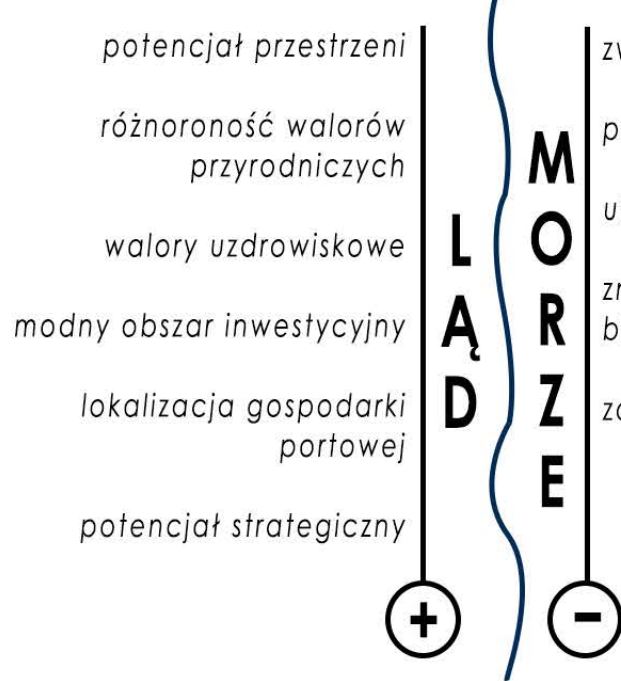 potencjał przestrzeni
różnoroność walorów
przyrodniczych
walory uzdrowiskowe
modny obszar inwestycyjny
lokalizacja gospodarki
portowej
potencjał strategiczny
LĄD
+
MORZE
-